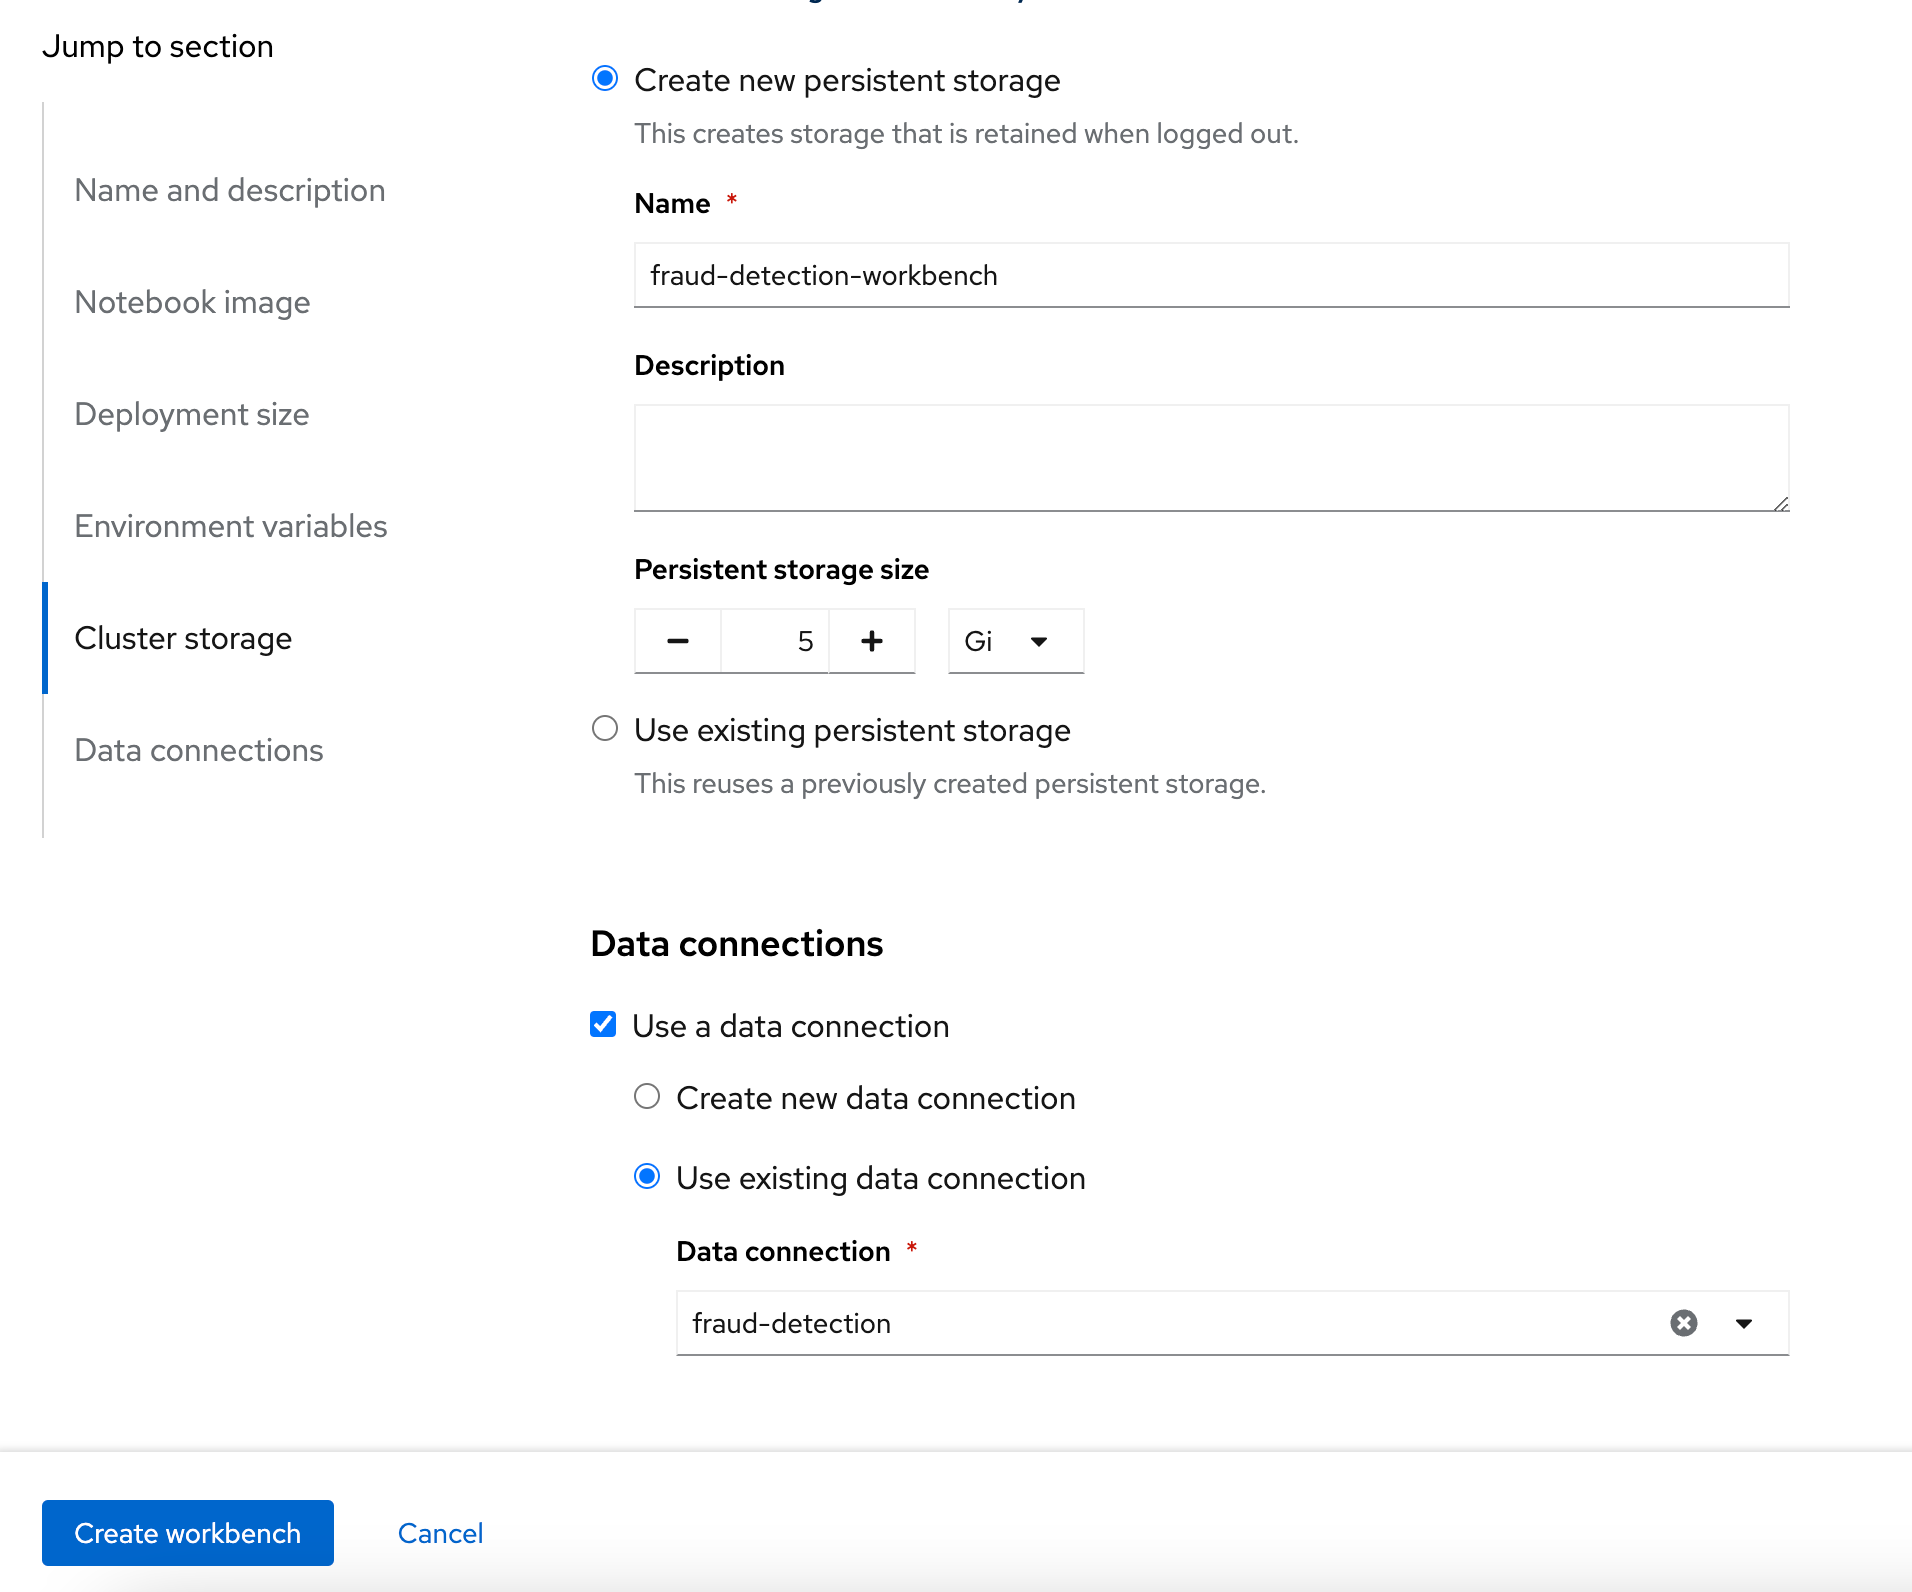 Jump to section
Name and description
Notebook image
Deployment size
Environment variables
Cluster storage
Data connections
Create new persistent storage
This creates storage that is retained when logged out.
Name *
fraud-detection-workbench
Description
Persistent storage size
5
Gi
Use existing persistent storage
This reuses a previously created persistent storage.
Data connections
Use a data connection
Create new data connection
Use existing data connection
Data connection *
fraud-detection
Create workbench
Cancel